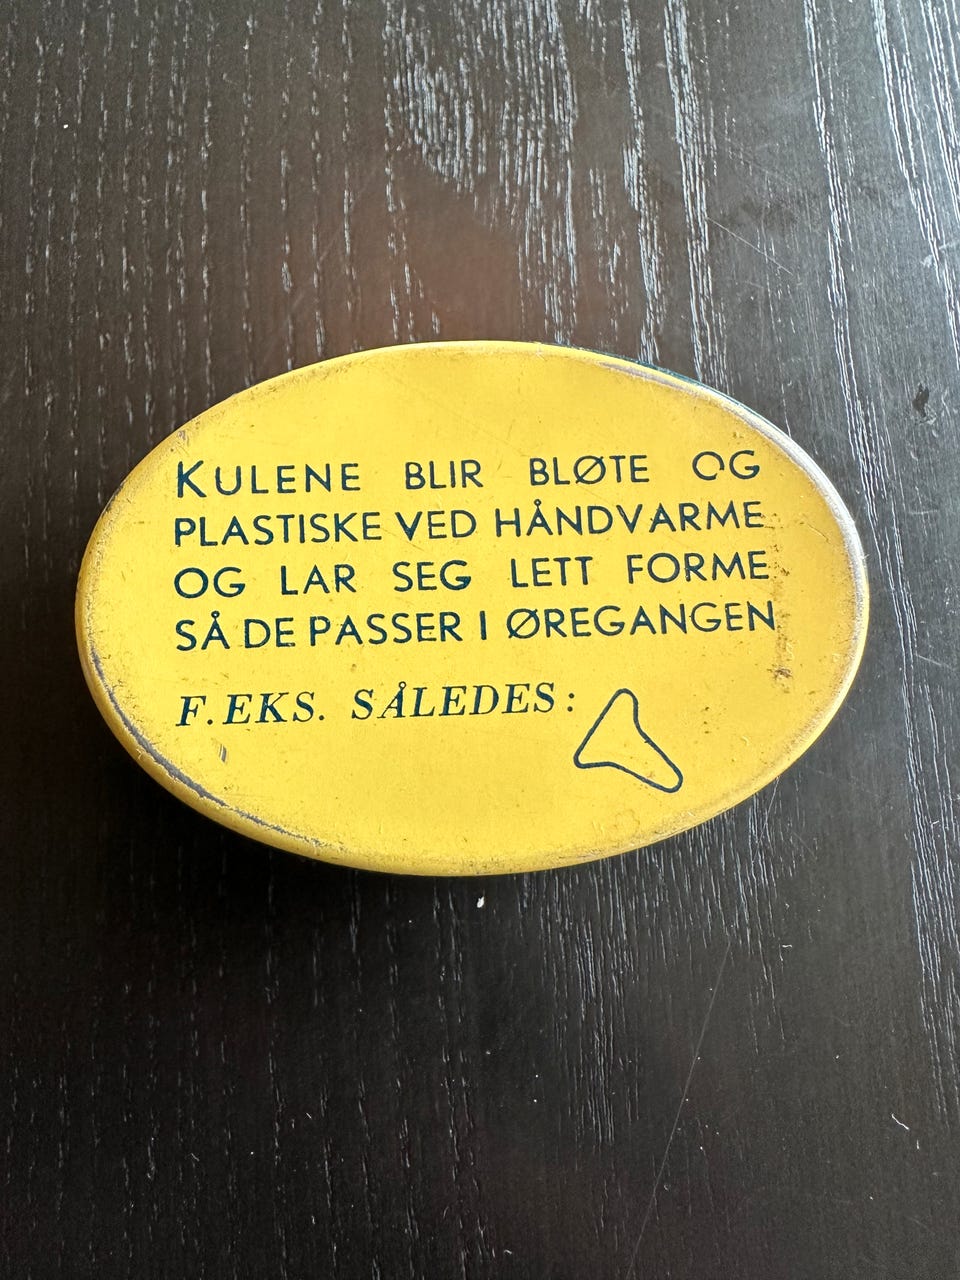 KULENE BLIR BLØTE OG
PLASTISKE VED HÅNDVARME
OG LAR SEG LETT FORME
SÅ DE PASSER I ØREGANGEN
F. EKS. SÅLEDES: